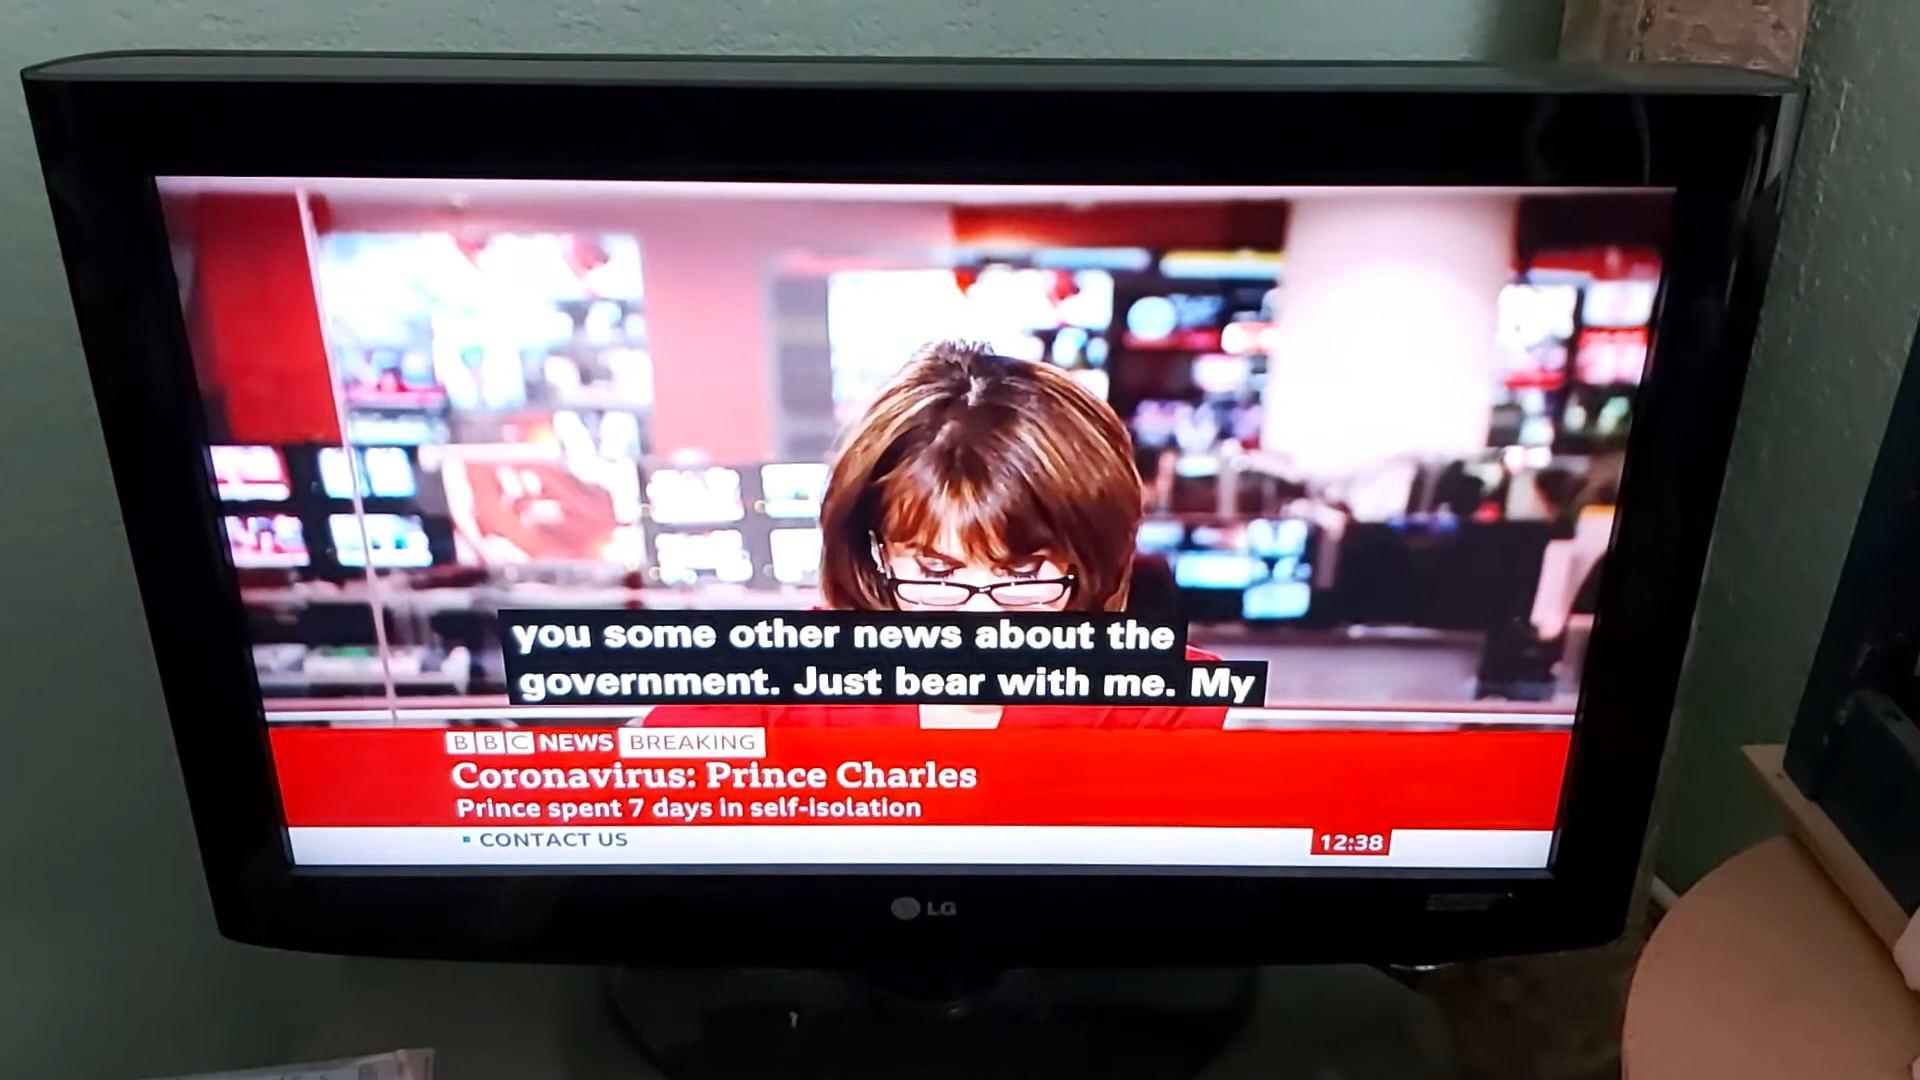 you some other news about the
government. Just bear with me. My
BBC NEWS BREAKING
Coronavirus: Prince Charles
Prince spent 7 days in self-isolation
CONTACT US
12:38
LG